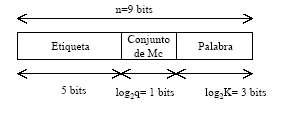 n=9 bits
Etiqueta
Conjunto
de Mc
Palabra
5 bits
log₂q= 1 bits
log₂K= 3 bits